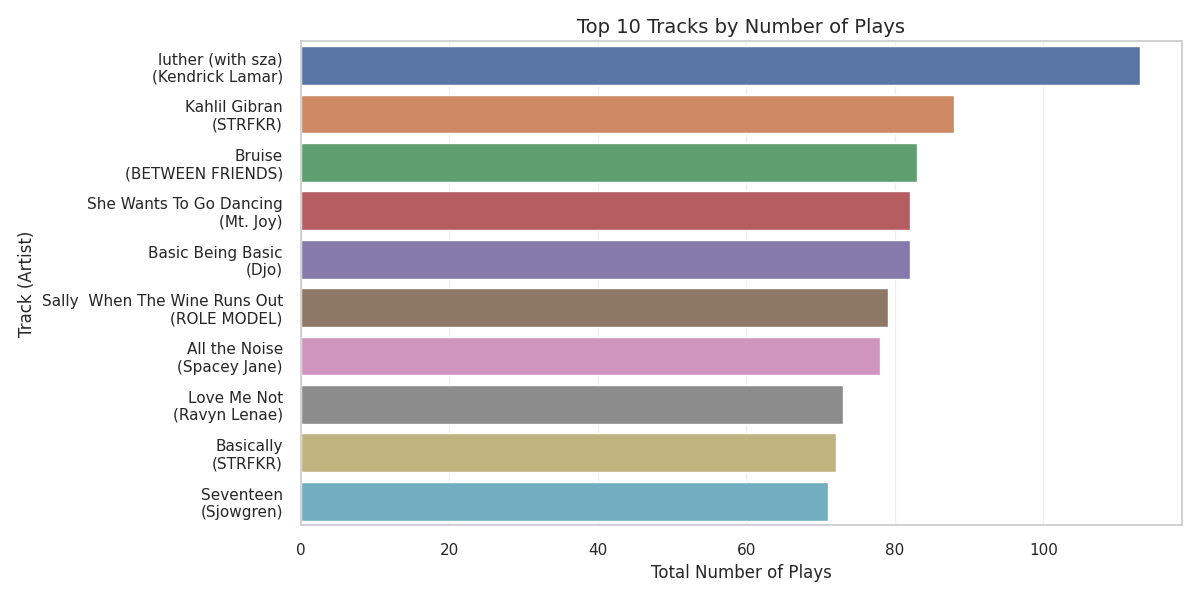 Top 10 Tracks by Number of Plays
Track (Artist)
luther (with sza)
(Kendrick Lamar)
Kahlil Gibran
(STRFKR)
Bruise
(BETWEEN FRIENDS)
She Wants To Go Dancing
(Mt. Joy)
Basic Being Basic
(Djo)
Sally  When The Wine Runs Out
(ROLE MODEL)
All the Noise
(Spacey Jane)
Love Me Not
(Ravyn Lenae)
Basically
(STRFKR)
Seventeen
(Sjowgren)
0 20 40 60 80 100
Total Number of Plays